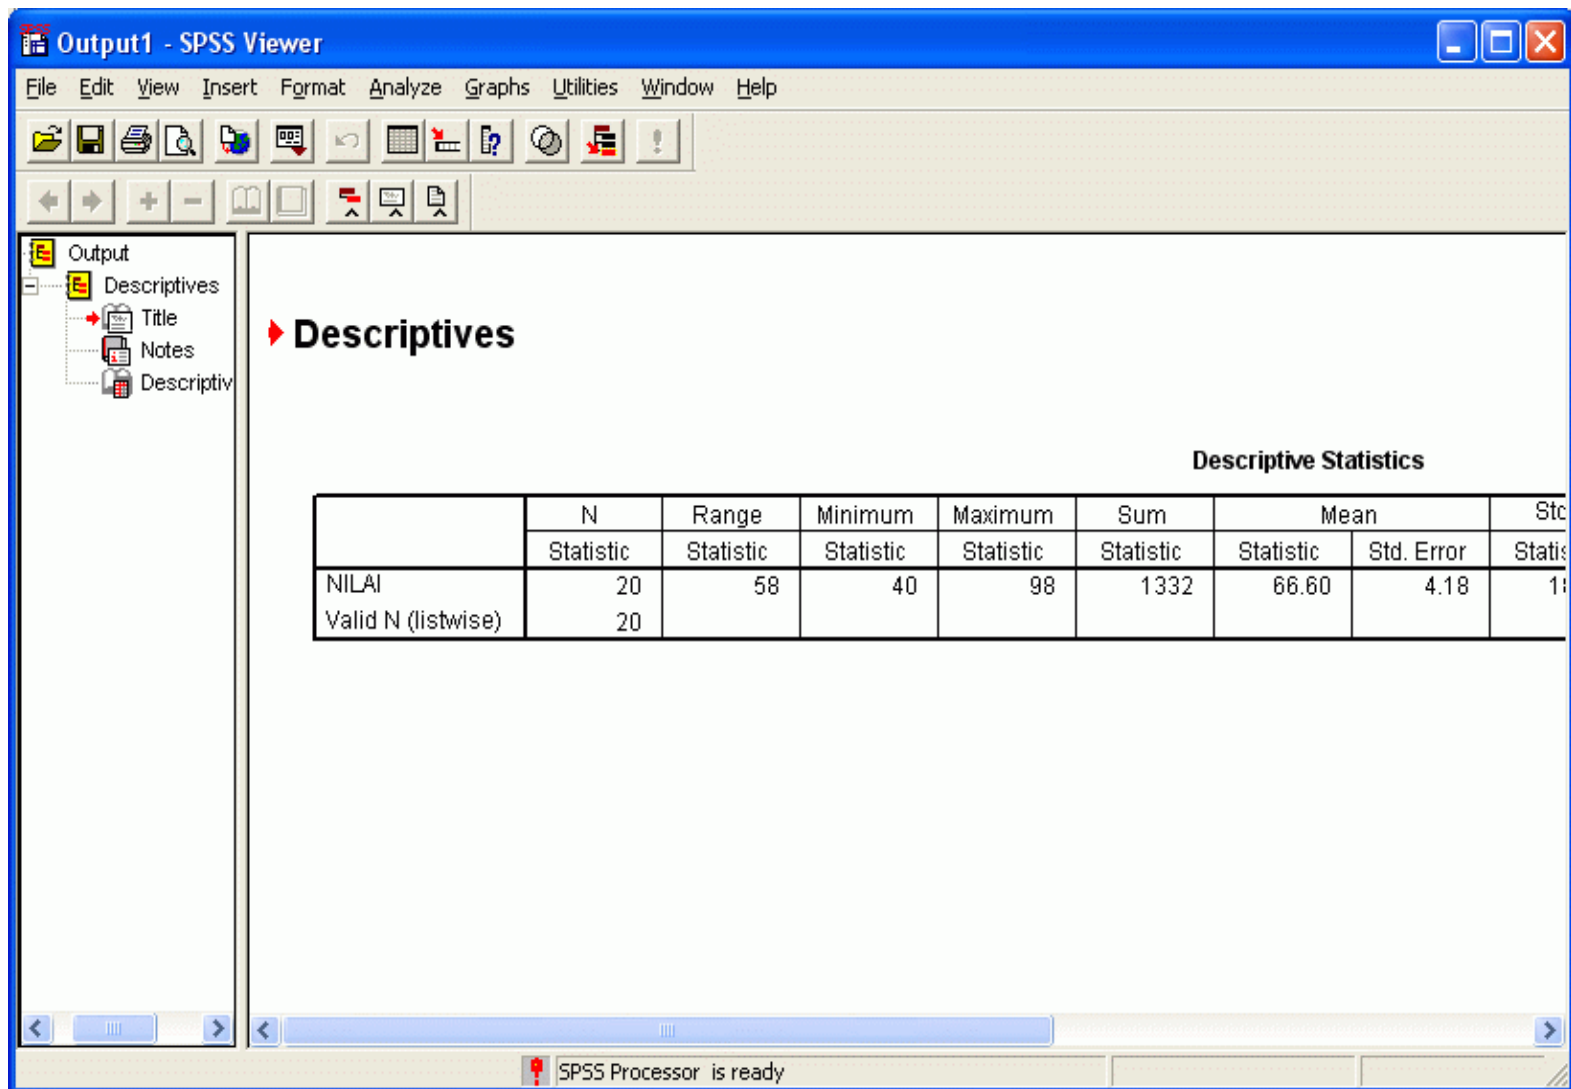 Output1 - SPSS Viewer
File Edit View Insert Format Analyze Graphs Utilities Window Help
Output
Descriptives
Title
Notes
Descriptiv
Descriptives
Descriptive Statistics
N Range Minimum Maximum Sum Mean
Statistic Statistic Statistic Statistic Statistic Statistic Std. Error Statis
NILAI 20 58 40 98 1332 66.60 4.18
Valid N (listwise) 20
SPSS Processor is ready